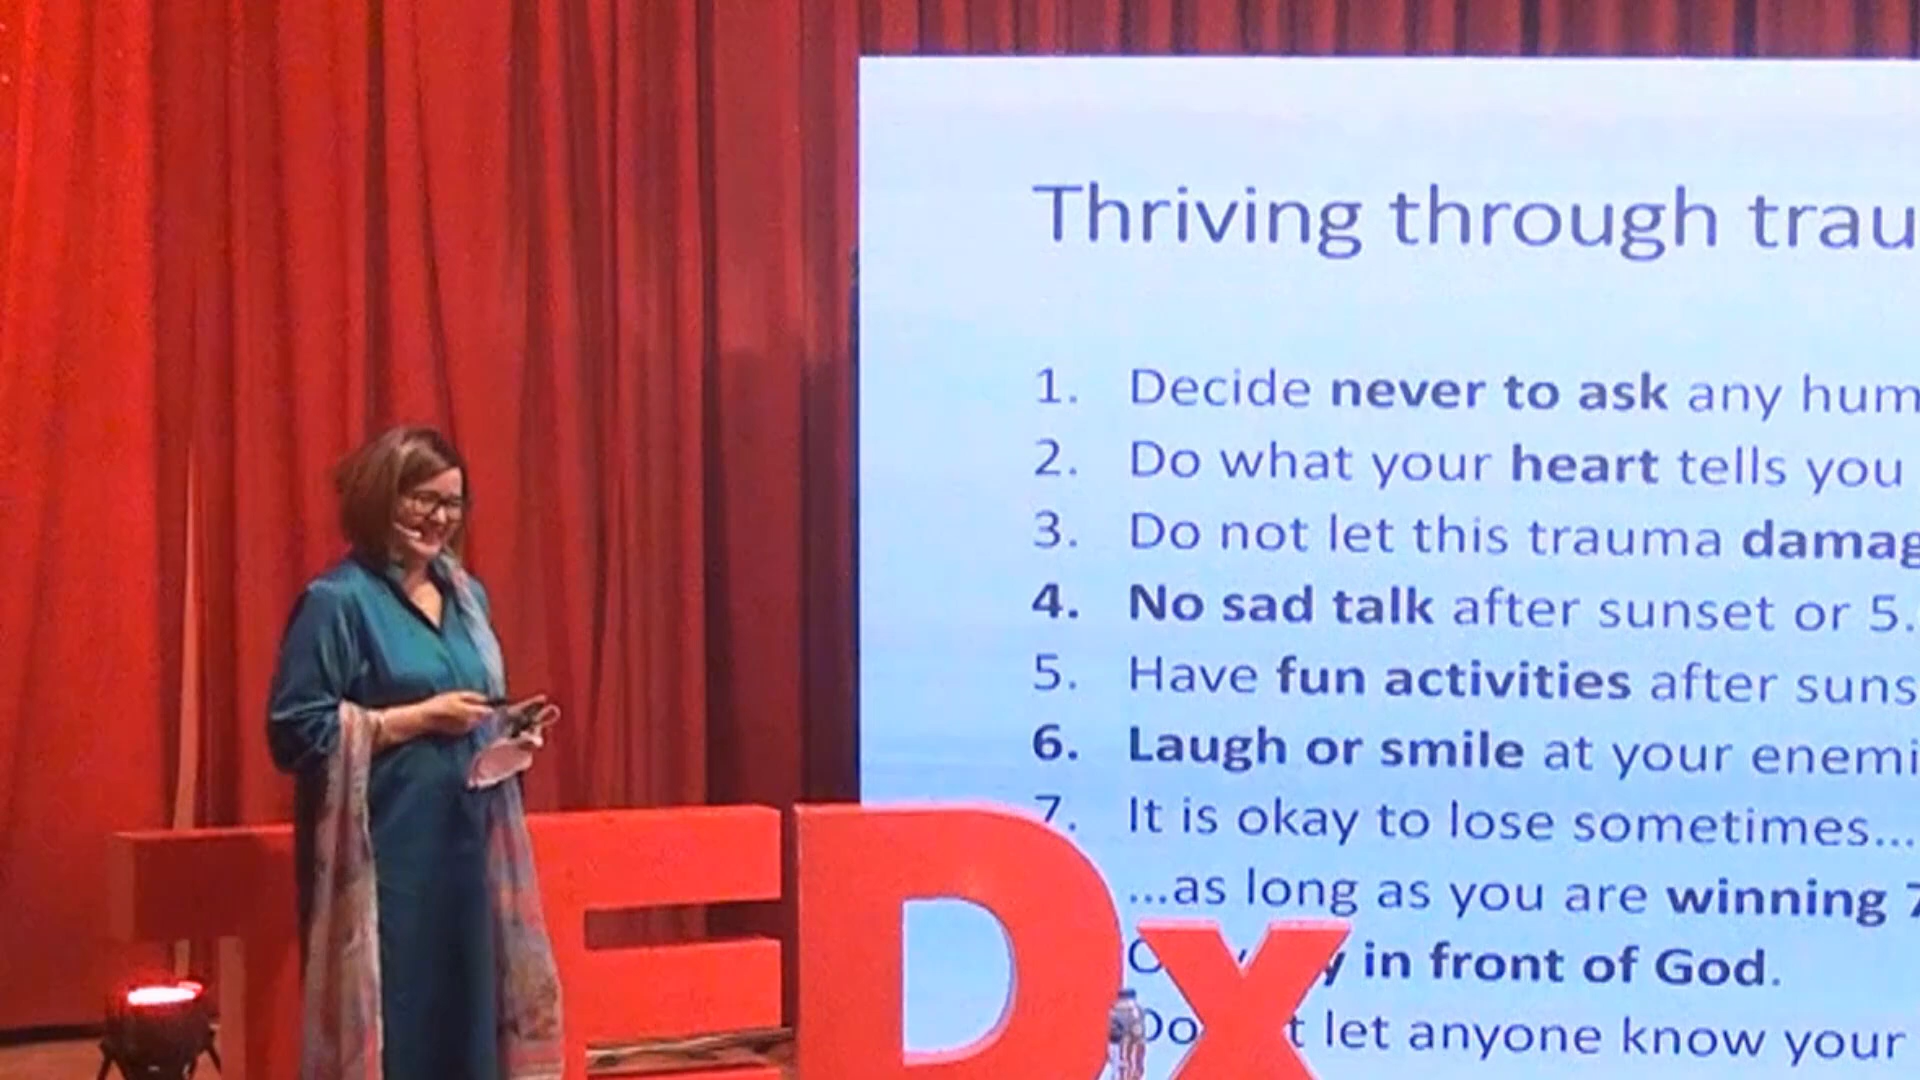 Thriving through trau
1. Decide never to ask any hum
2. Do what your heart tells you
3. Do not let this trauma damag
4. No sad talk after sunset or 5.
5. Have fun activities after suns
6. Laugh or smile at your enemi
7. It is okay to lose sometimes...
...as long as you are winning 7
in front of God.
let anyone know your
TEDx